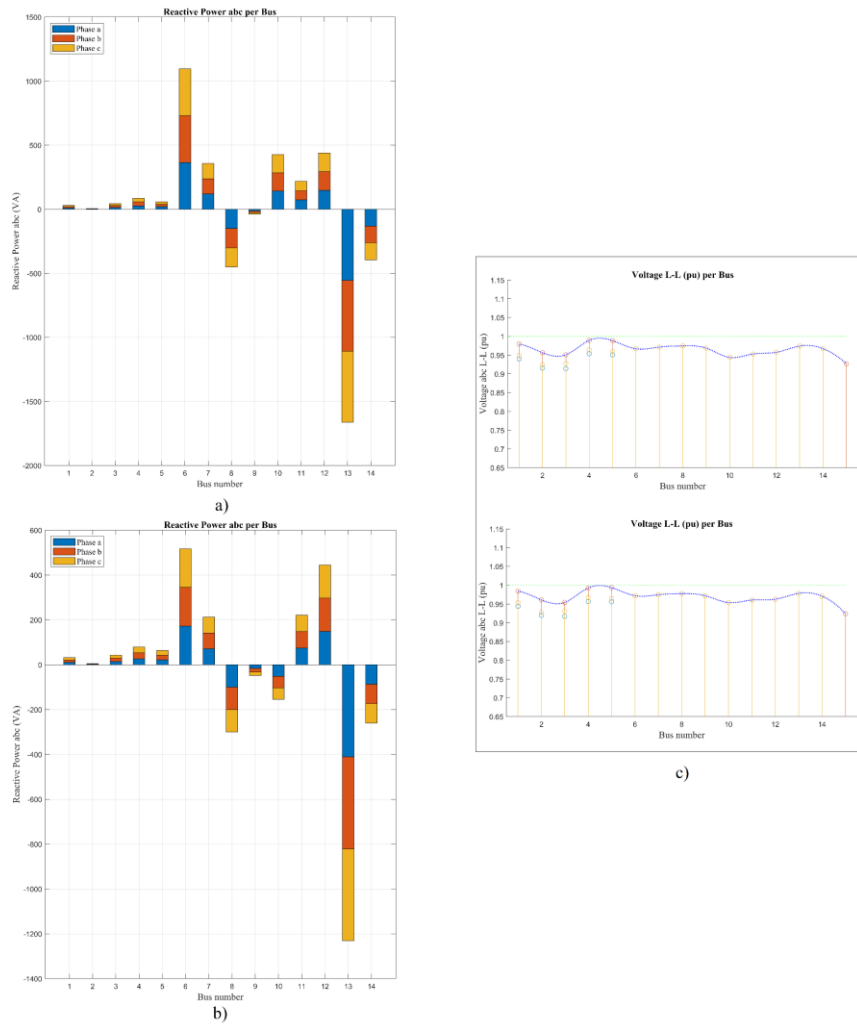 Reactive Power abc per Bus
Phase a
Phase b
Phase c
1500
1000
500
0
-500
-1000
-1500
-2000
Reactive Power abc (VA)
1 2 3 4 5 6 7 8 9 10 11 12 13 14
Bus number
a)
Reactive Power abc per Bus
Phase a
Phase b
Phase c
600
400
200
0
-200
-400
-600
-800
-1000
-1200
-1400
Reactive Power abc (VA)
1 2 3 4 5 6 7 8 9 10 11 12 13 14
Bus number
b)
Voltage L-L (pu) per Bus
1.15
1.1
1.05
1
0.95
0.9
0.85
0.8
0.75
0.7
0.65
Voltage abc L-L (pu)
2 4 6 8 10 12 14
Bus number
Voltage L-L (pu) per Bus
1.15
1.1
1.05
1
0.95
0.9
0.85
0.8
0.75
0.7
0.65
Voltage abc L-L (pu)
2 4 6 8 10 12 14
Bus number
c)